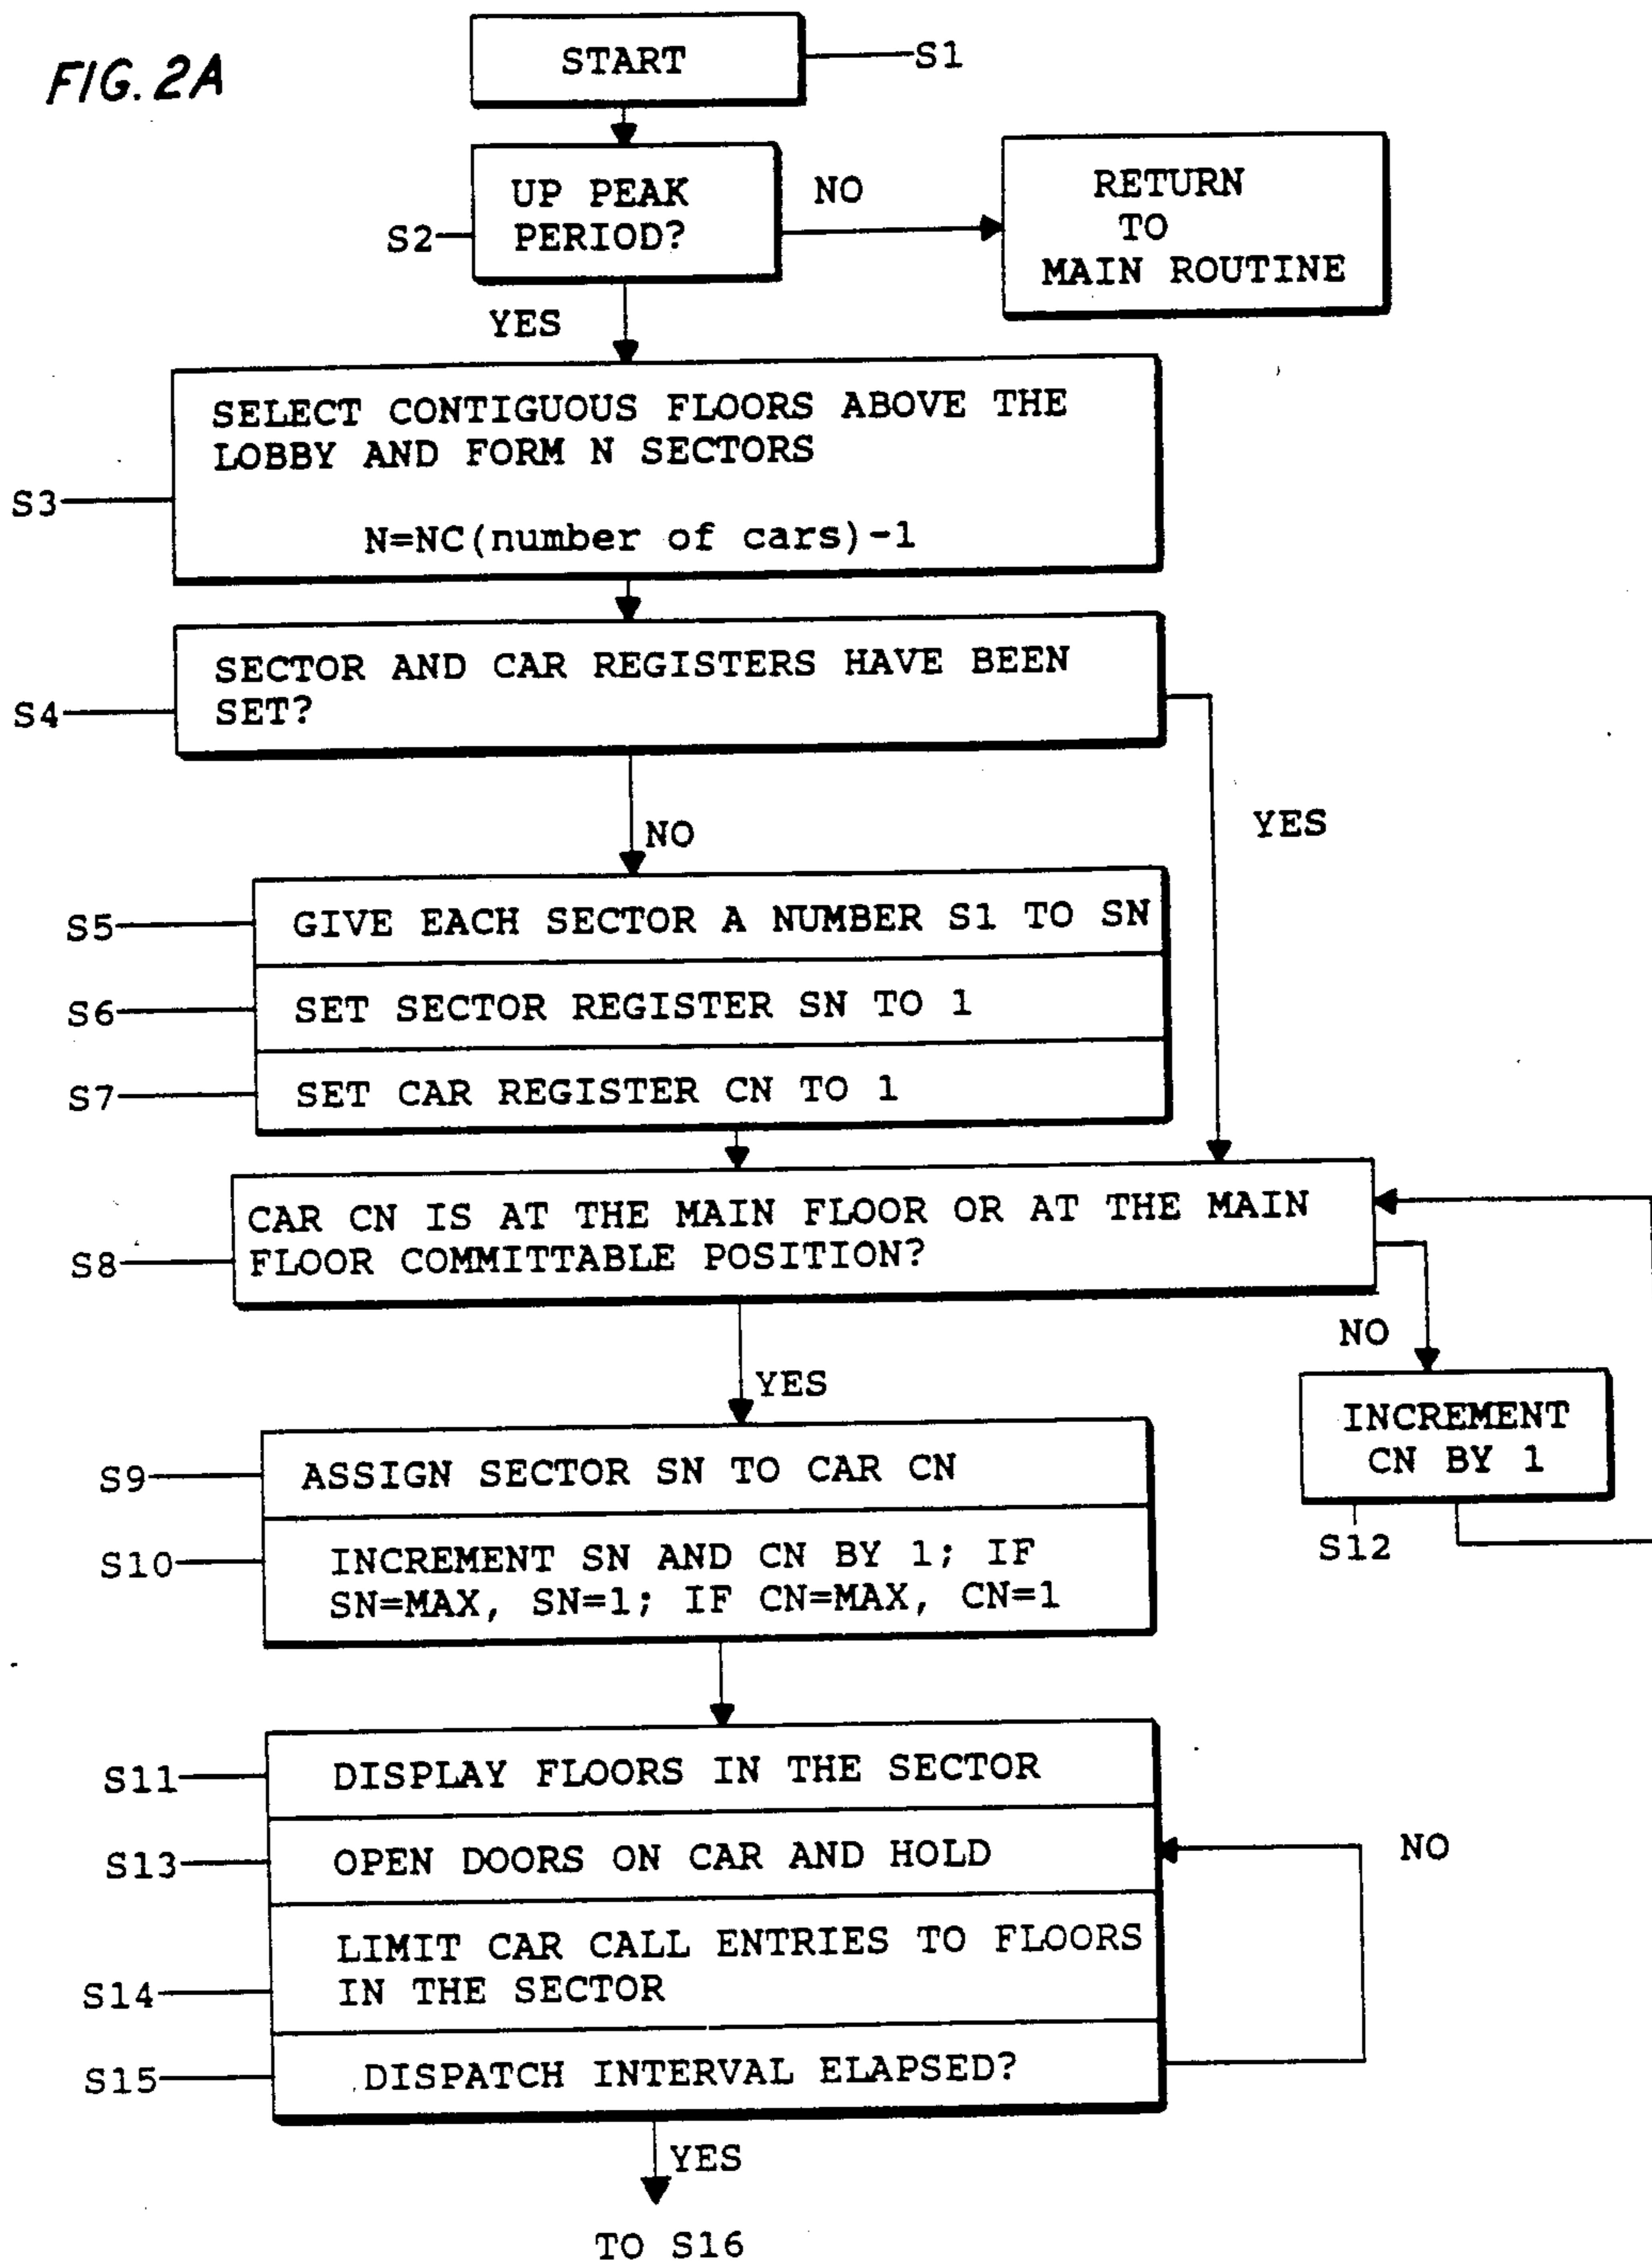 FIG. 2A
START
S1
UP PEAK
PERIOD?
S2
NO
RETURN
TO
MAIN ROUTINE
YES
SELECT CONTIGUOUS FLOORS ABOVE THE
LOBBY AND FORM N SECTORS
S3
N=NC(number of cars)-1
SECTOR AND CAR REGISTERS HAVE BEEN
SET?
S4
NO
YES
S5
GIVE EACH SECTOR A NUMBER S1 TO SN
S6
SET SECTOR REGISTER SN TO 1
S7
SET CAR REGISTER CN TO 1
CAR CN IS AT THE MAIN FLOOR OR AT THE MAIN
FLOOR COMMITTABLE POSITION?
S8
NO
YES
INCREMENT
CN BY 1
S12
S9
ASSIGN SECTOR SN TO CAR CN
S10
INCREMENT SN AND CN BY 1; IF
SN=MAX, SN=1; IF CN=MAX, CN=1
S11
DISPLAY FLOORS IN THE SECTOR
S13
OPEN DOORS ON CAR AND HOLD
NO
LIMIT CAR CALL ENTRIES TO FLOORS
IN THE SECTOR
S14
S15
DISPATCH INTERVAL ELAPSED?
YES
TO S16